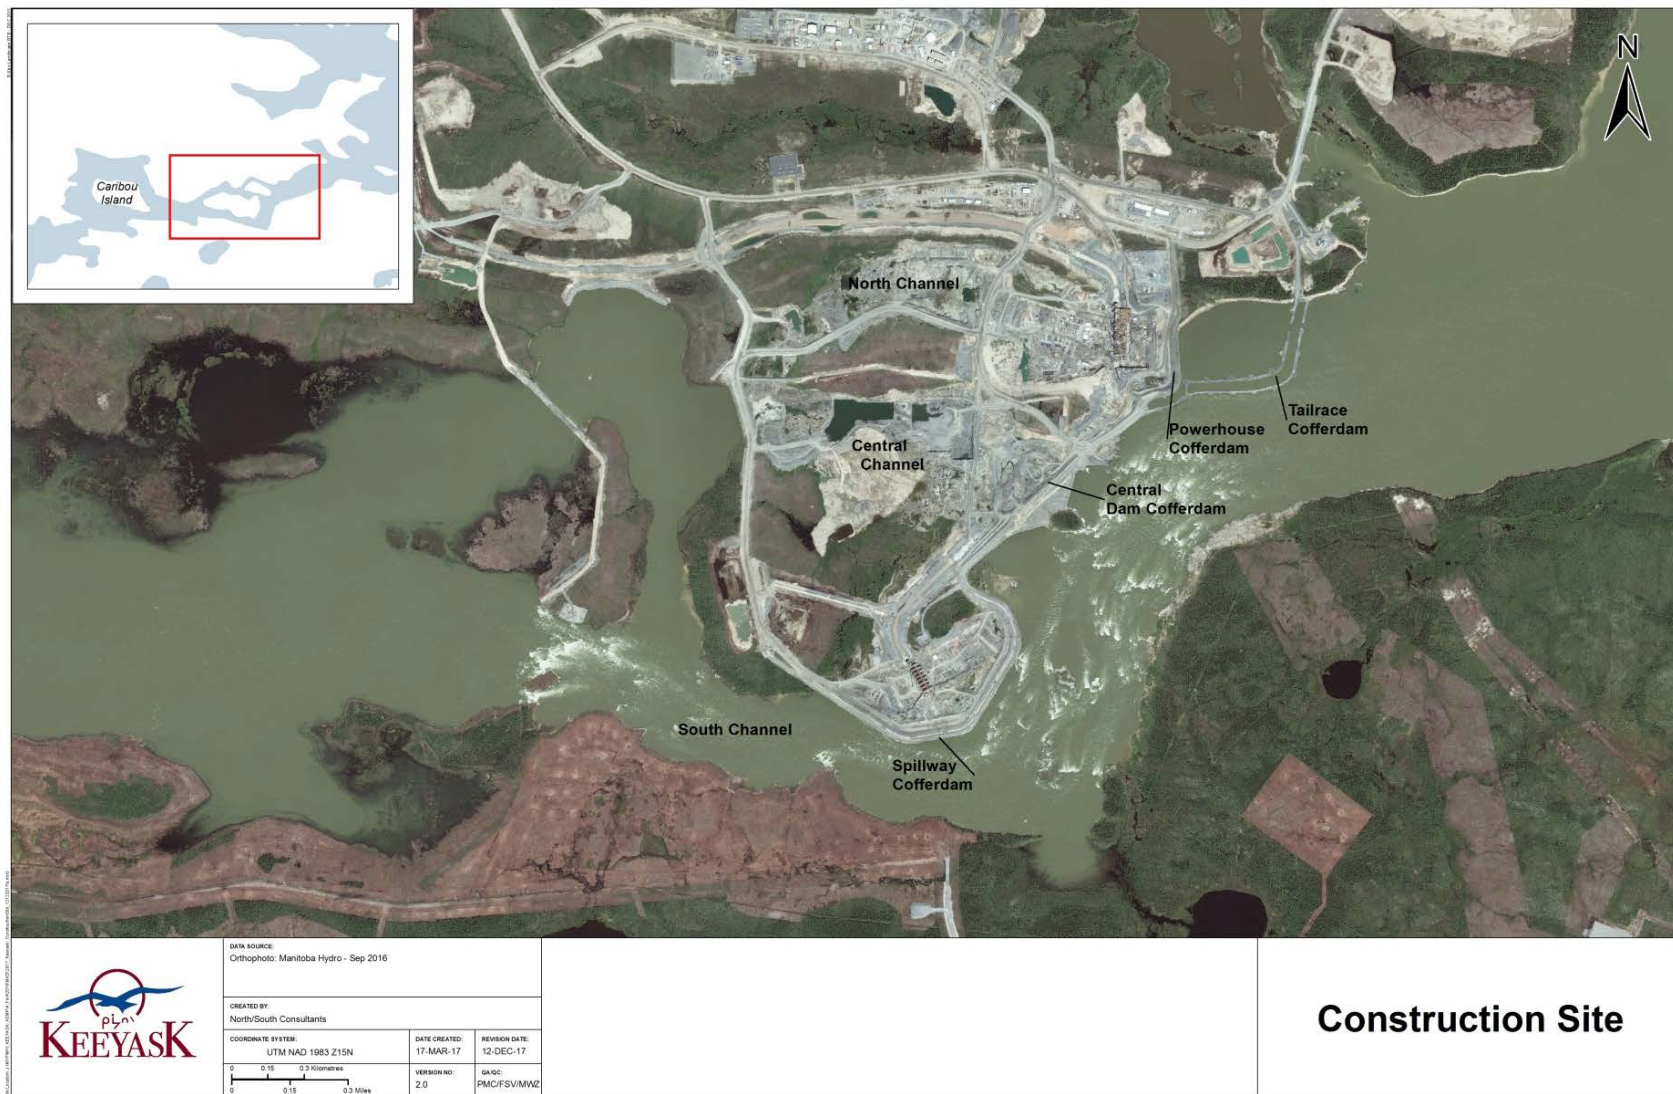 Caribou
Island
N
North Channel
Central
Channel
Powerhouse
Cofferdam
Tailrace
Cofferdam
Central
Dam Cofferdam
South Channel
Spillway
Cofferdam
KEEYASK
DATA SOURCE:
Orthophoto: Manitoba Hydro - Sep 2016
CREATED BY:
North/South Consultants
COORDINATE SYSTEM:
UTM NAD 1983 Z15N
DATE CREATED:
17-MAR-17
REVISION DATE:
12-DEC-17
0 0.15 0.3 Kilometres
0 0.15 0.3 Miles
VERSION NO:
2.0
QA/QC:
PMC/FSV/MWZ
Construction Site